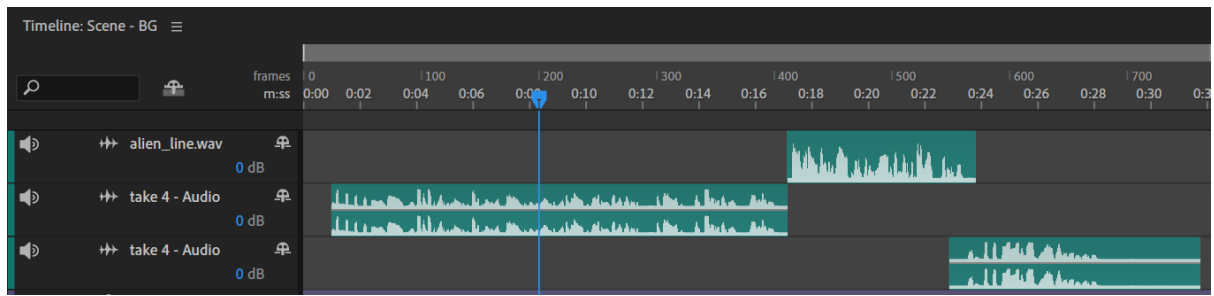 Timeline: Scene - BG
frames 0 100 200 300 400 500 600 700
m:ss 0:00 0:02 0:04 0:06 0:10 0:12 0:14 0:16 0:18 0:20 0:22 0:24 0:26 0:28 0:30
alien_line.wav
0 dB
take 4 - Audio
0 dB
take 4 - Audio
0 dB